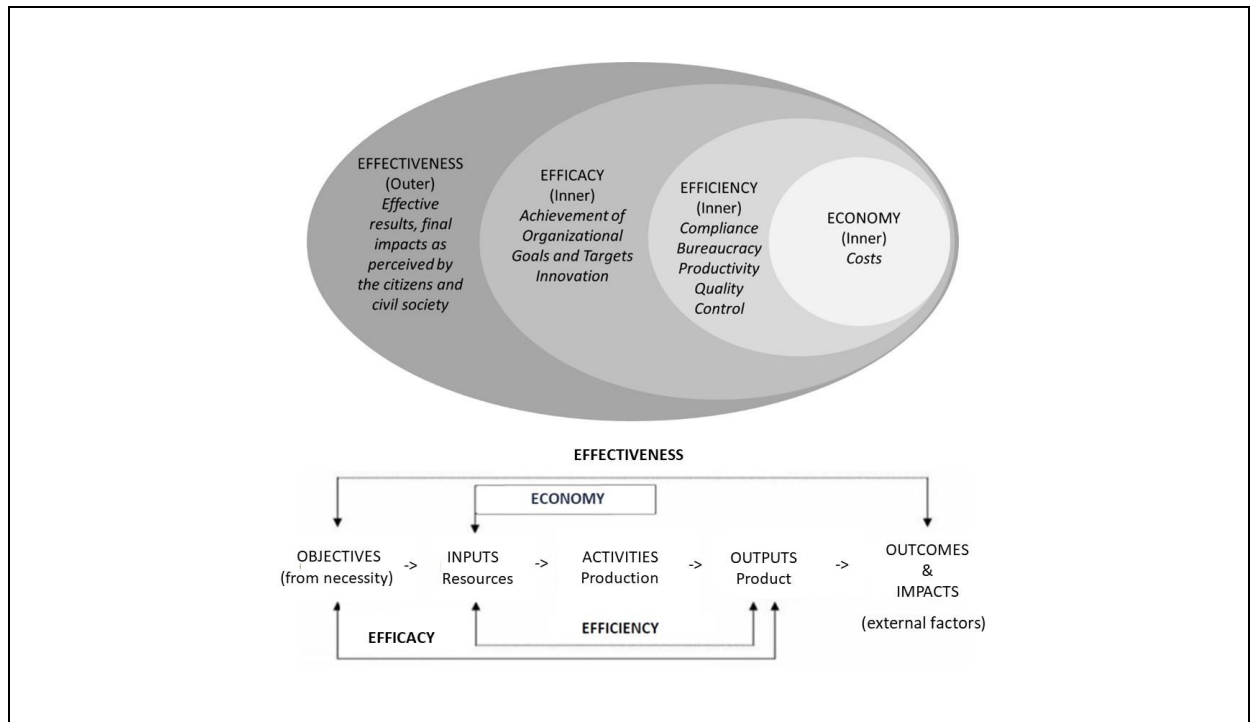 EFFECTIVENESS
(Outer)
Effective
results, final
impacts as
perceived by
the citizens and
civil society
EFFICACY
(Inner)
Achievement of
Organizational
Goals and Targets
Innovation
EFFICIENCY
(Inner)
Compliance
Bureaucracy
Productivity
Quality
Control
ECONOMY
(Inner)
Costs
EFFECTIVENESS
ECONOMY
OBJECTIVES
(from necessity)
->
INPUTS
Resources
->
ACTIVITIES
Production
->
OUTPUTS
Product
->
OUTCOMES
&
IMPACTS
(external factors)
EFFICACY
EFFICIENCY